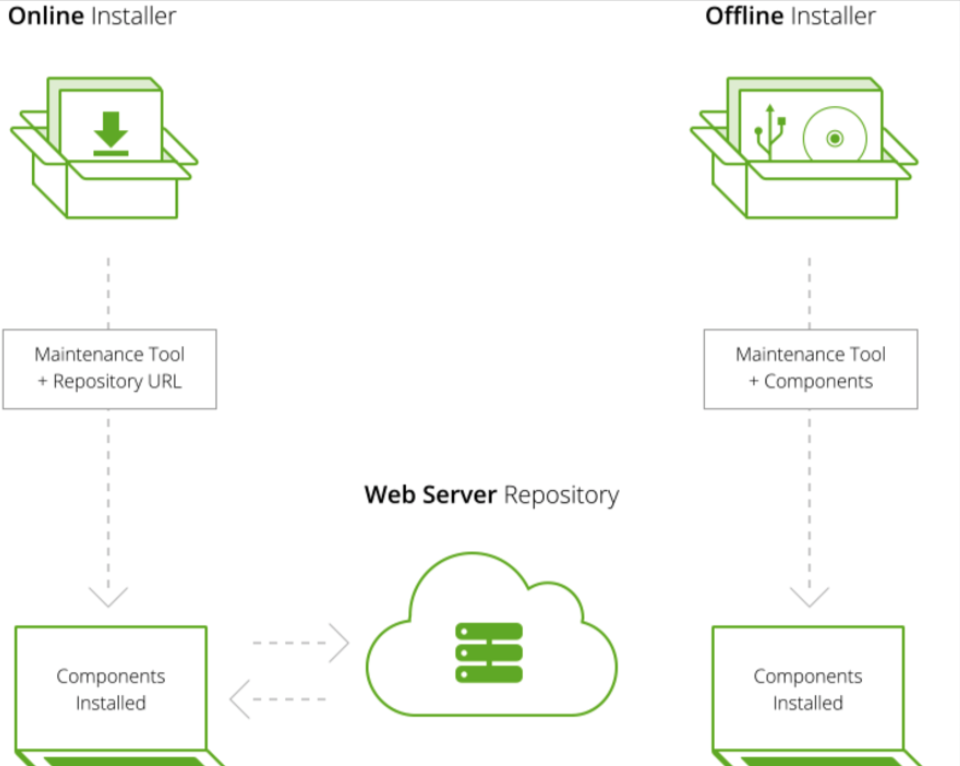 Online Installer
Offline Installer
Maintenance Tool
+ Repository URL
Maintenance Tool
+ Components
Web Server Repository
Components
Installed
Components
Installed